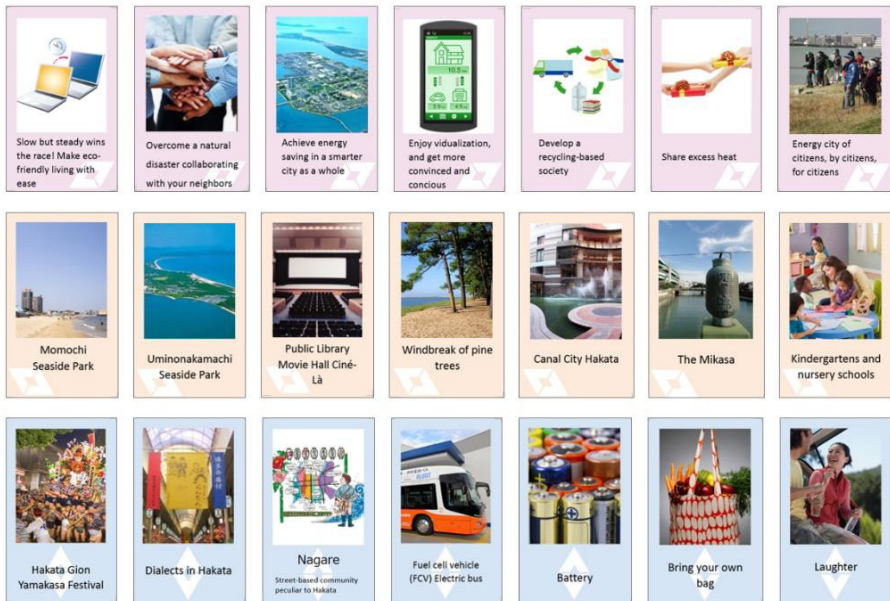 Slow but steady wins
the race! Make eco-
friendly living with
ease
Overcome a natural
disaster collaborating
with your neighbors
Achieve energy
saving in a smarter
city as a whole
10.5
Enjoy vidualization,
and get more
convinced and
concious
Develop a
recycling-based
society
Share excess heat
Energy city of
citizens, by citizens,
for citizens
Momochi
Seaside Park
Uminonakamachi
Seaside Park
Public Library
Movie Hall Ciné-
Là
Windbreak of pine
trees
Canal City Hakata
The Mikasa
Kindergartens and
nursery schools
Hakata Gion
Yamakasa Festival
Dialects in Hakata
Nagare
Street-based community
peculiar to Hakata
Fuel cell vehicle
(FCV) Electric bus
Battery
Bring your own
bag
Laughter